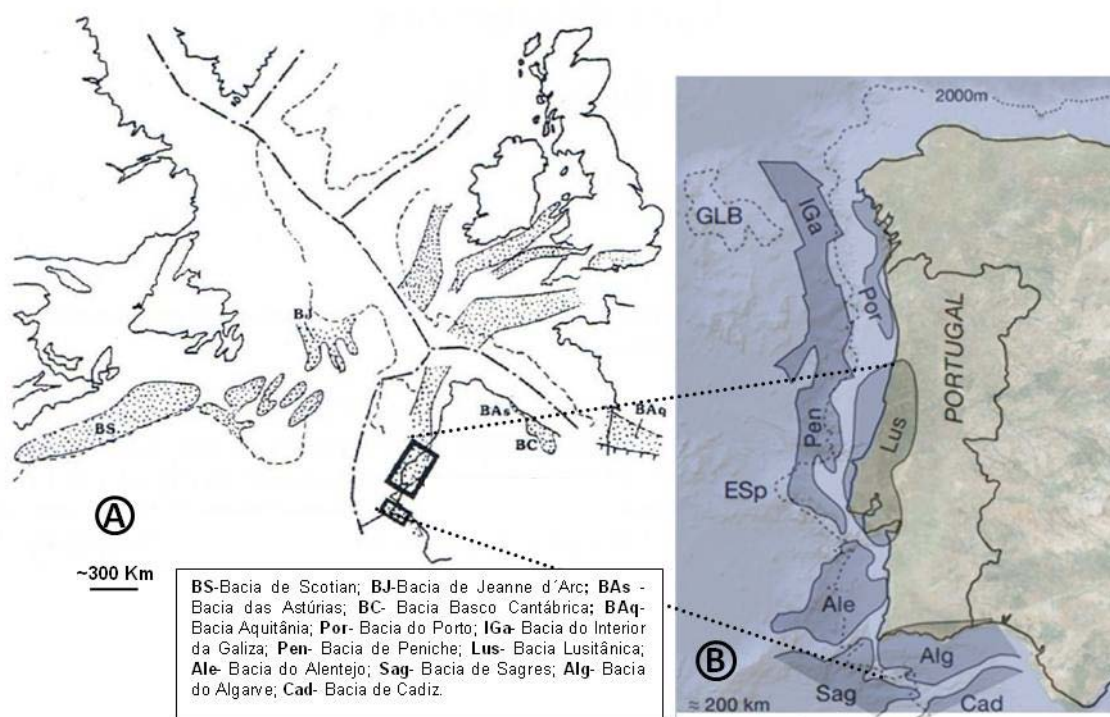 BJ
BS
BAs
BC
BAq
A
~300 Km
BS-Bacia de Scotian; BJ-Bacia de Jeanne d´Arc; BAs -
Bacia das Astúrias; BC- Bacia Basco Cantábrica; BAq-
Bacia Aquitânia; Por- Bacia do Porto; IGa- Bacia do Interior
da Galiza; Pen- Bacia de Peniche; Lus- Bacia Lusitânica;
Ale- Bacia do Alentejo; Sag- Bacia de Sagres; Alg- Bacia
do Algarve; Cad- Bacia de Cadiz.
2000m
GLB
IGa
Por
PORTUGAL
Lus
Pen
ESp
Ale
Alg
B
Sag
Cad
≈ 200 km